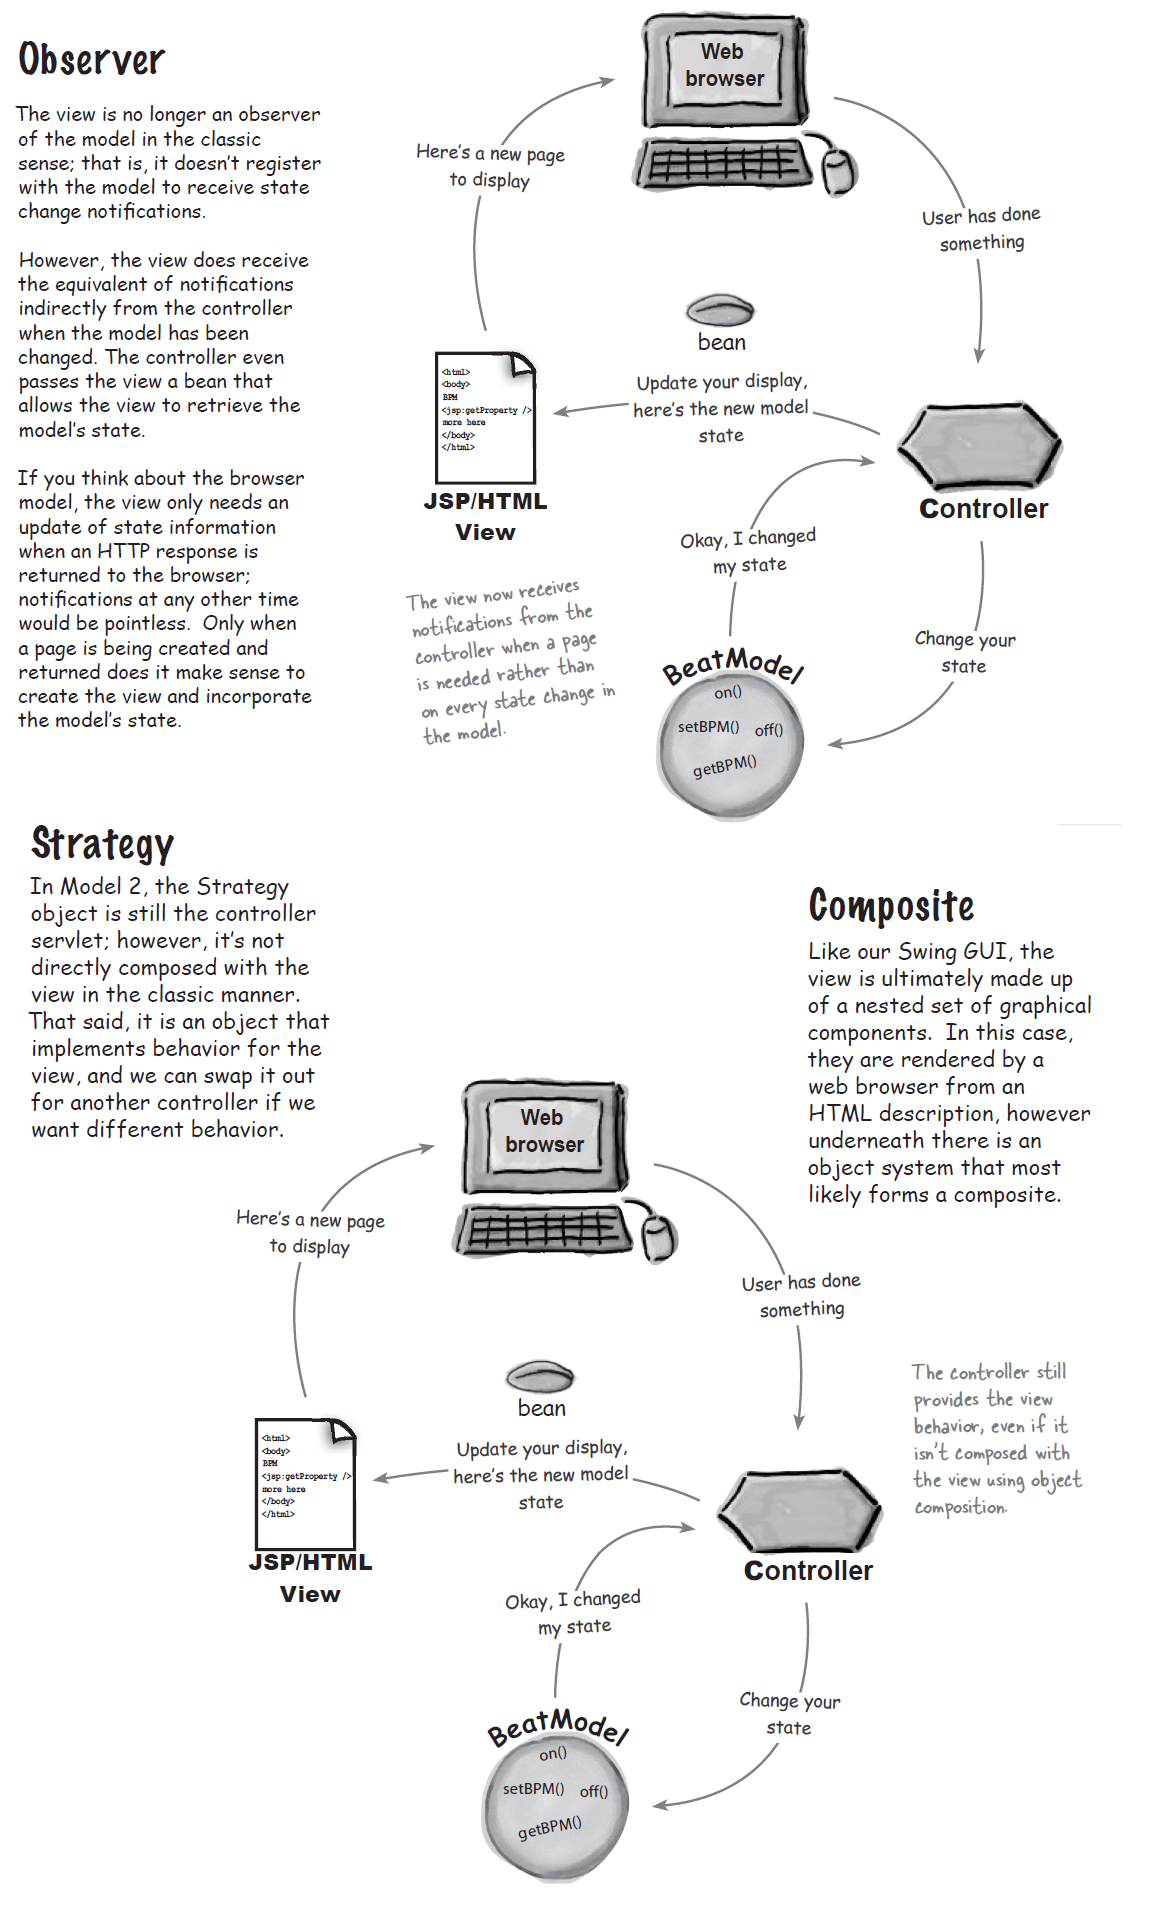 Observer
The view is no longer an observer
of the model in the classic
sense; that is, it doesn't register
with the model to receive state
change notifications.
However, the view does receive
the equivalent of notifications
indirectly from the controller
when the model has been
changed. The controller even
passes the view a bean that
allows the view to retrieve the
model's state.
If you think about the browser
model, the view only needs an
update of state information
when an HTTP response is
returned to the browser;
notifications at any other time
would be pointless.  Only when
a page is being created and
returned does it make sense to
create the view and incorporate
the model's state.
Web
browser
Here's a new page
to display
User has done
something
bean
Update your display,
here's the new model
state
<html>
<body>
BPM
<jsp:getProperty />
more here
</body>
</html>
JSP/HTML
View
Controller
Okay, I changed
my state
Change your
state
The view now receives
notifications from the
controller when a page
is needed rather than
on every state change in
the model.
BeatModel
on()
setBPM()
off()
getBPM()
Strategy
In Model 2, the Strategy
object is still the controller
servlet; however, it's not
directly composed with the
view in the classic manner.
That said, it is an object that
implements behavior for the
view, and we can swap it out
for another controller if we
want different behavior.
Composite
Like our Swing GUI, the
view is ultimately made up
of a nested set of graphical
components.  In this case,
they are rendered by a
web browser from an
HTML description, however
underneath there is an
object system that most
likely forms a composite.
Web
browser
Here's a new page
to display
User has done
something
bean
Update your display,
here's the new model
state
<html>
<body>
BPM
<jsp:getProperty />
more here
</body>
</html>
JSP/HTML
View
The controller still
provides the view
behavior, even if it
isn't composed with
the view using object
composition.
Controller
Okay, I changed
my state
Change your
state
BeatModel
on()
setBPM()
off()
getBPM()